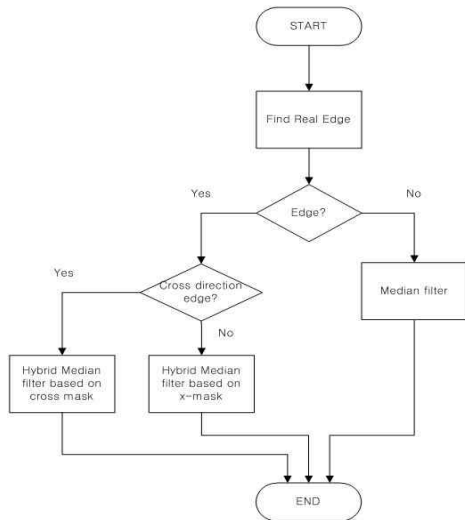 START
Find Real Edge
Yes
No
Edge?
Yes
Cross direction
edge?
Median filter
No
Hybrid Median
filter based on
cross mask
Hybrid Median
filter based on
x-mask
END